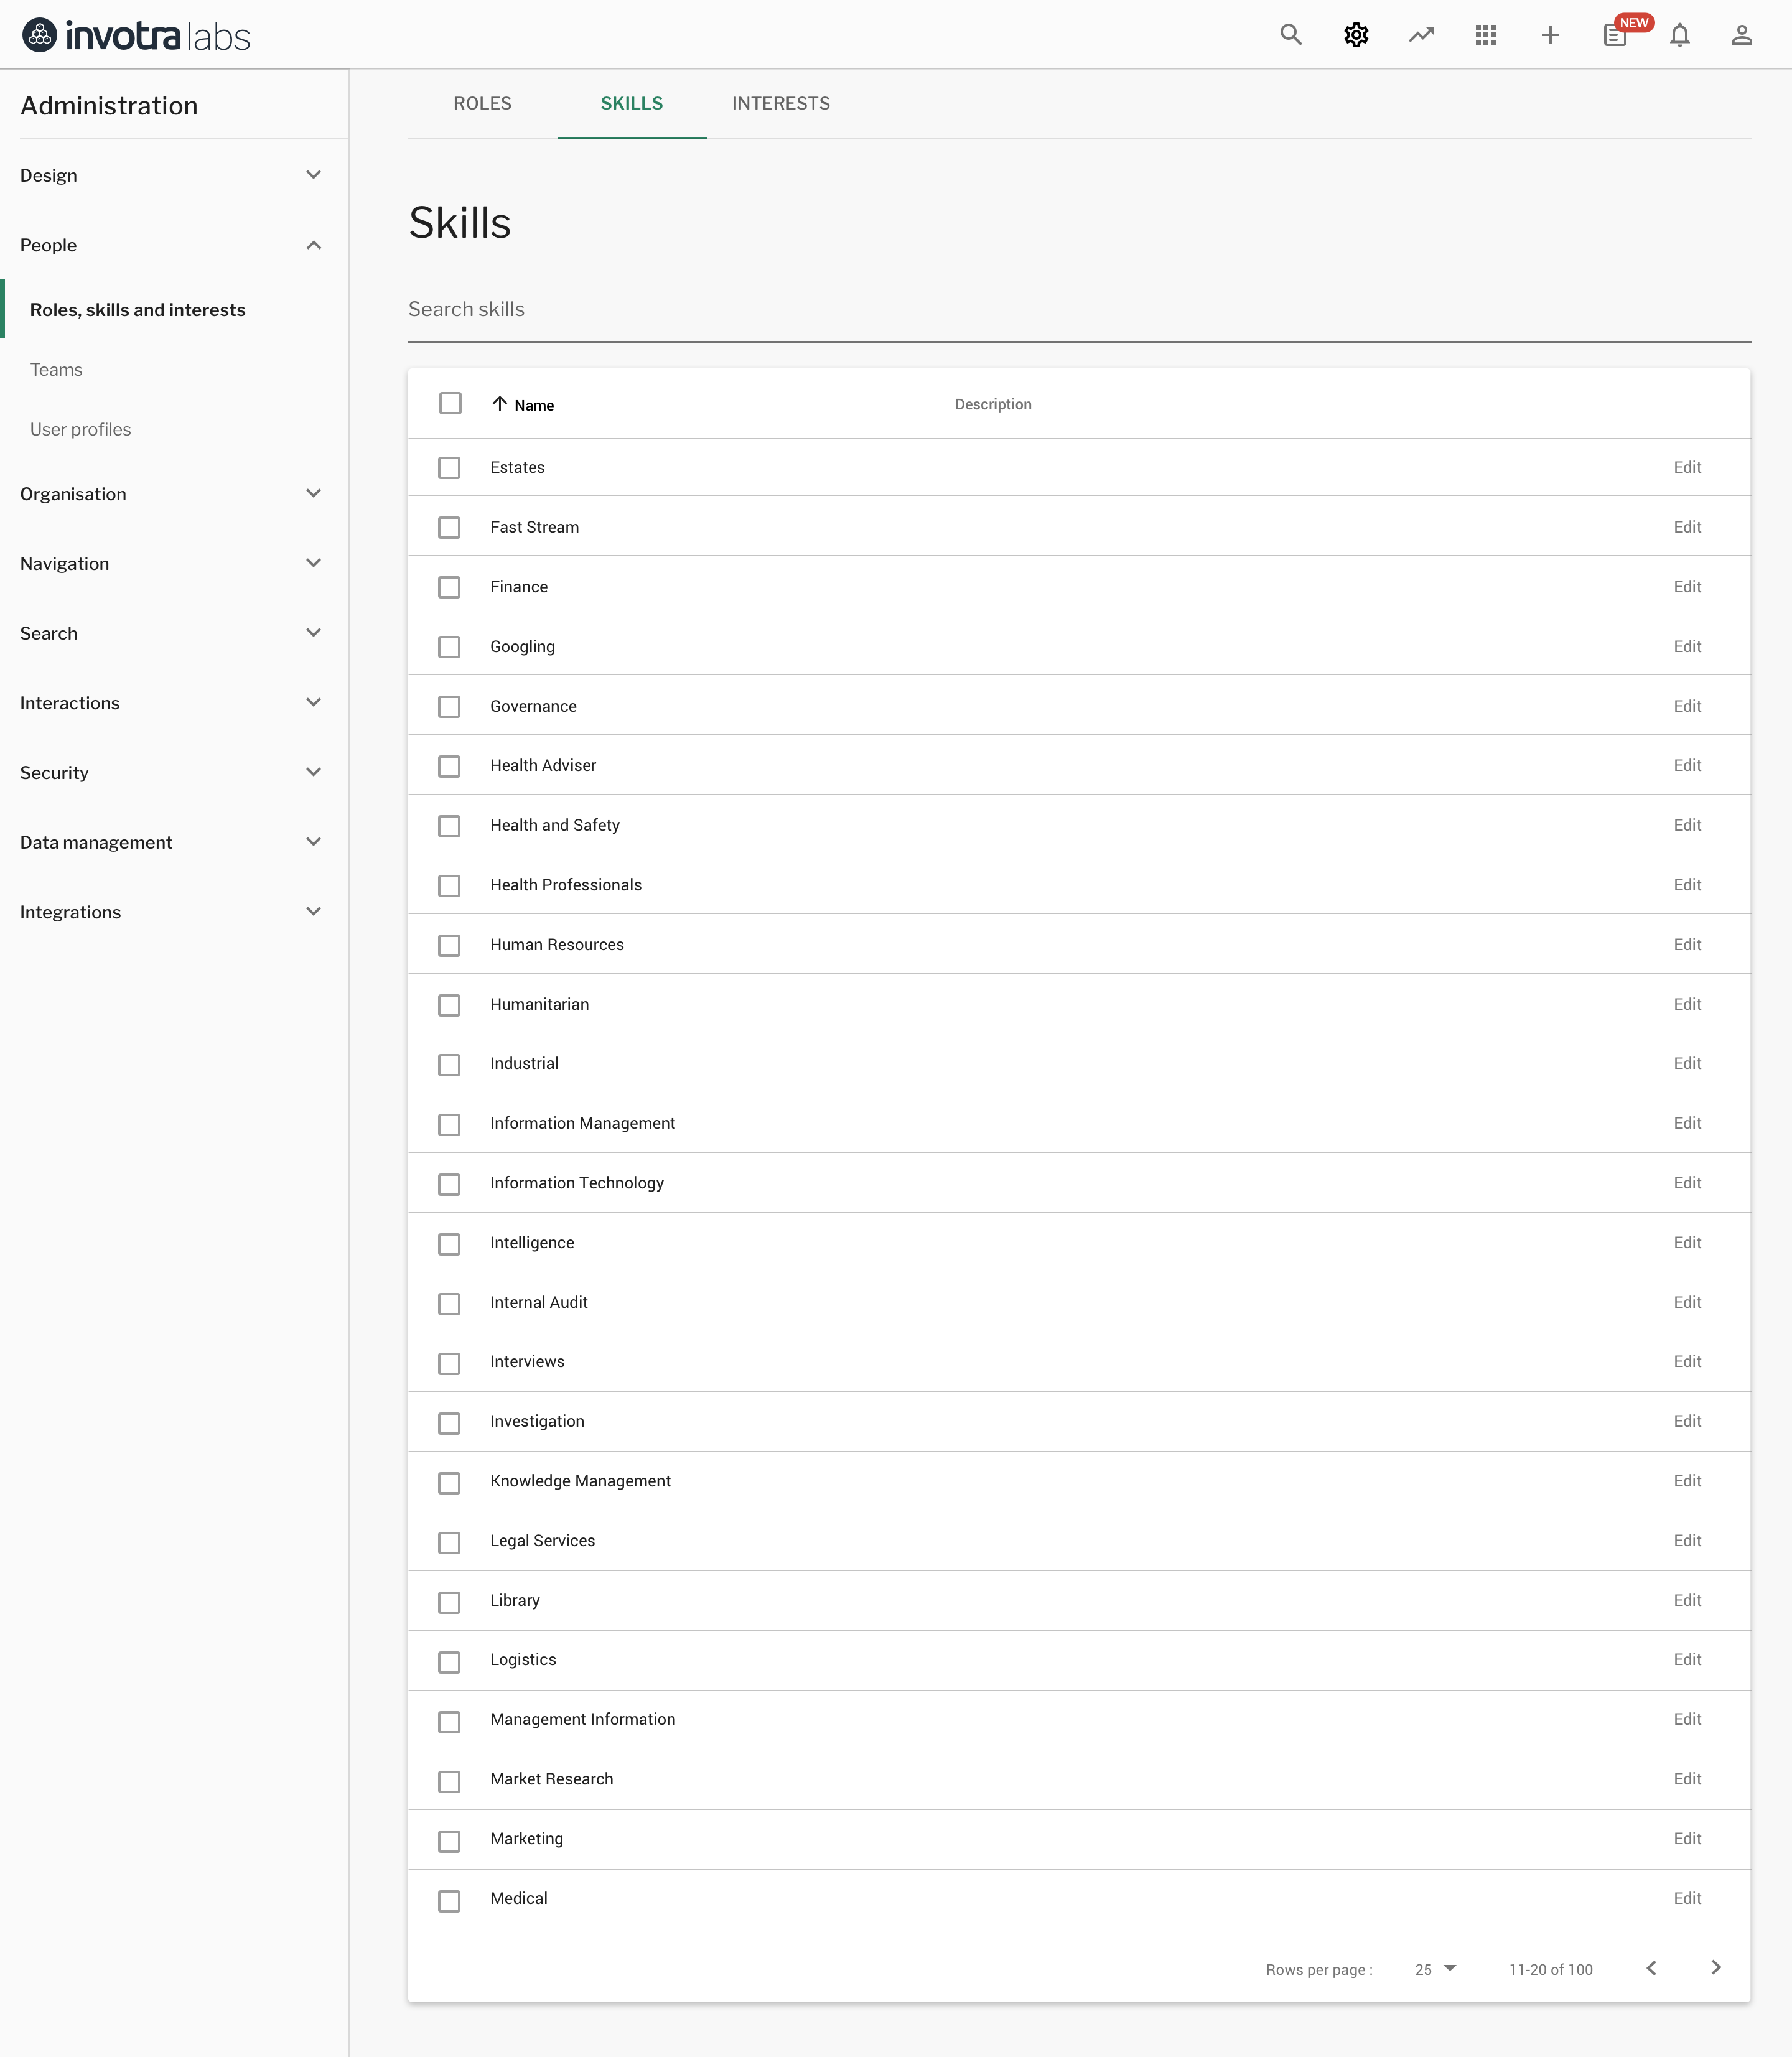 invotra labs
NEW
Administration
Design
People
Roles, skills and interests
Teams
User profiles
Organisation
Navigation
Search
Interactions
Security
Data management
Integrations
ROLES SKILLS INTERESTS
Skills
Search skills
Name Description
Estates Edit
Fast Stream Edit
Finance Edit
Googling Edit
Governance Edit
Health Adviser Edit
Health and Safety Edit
Health Professionals Edit
Human Resources Edit
Humanitarian Edit
Industrial Edit
Information Management Edit
Information Technology Edit
Intelligence Edit
Internal Audit Edit
Interviews Edit
Investigation Edit
Knowledge Management Edit
Legal Services Edit
Library Edit
Logistics Edit
Management Information Edit
Market Research Edit
Marketing Edit
Medical Edit
Rows per page : 25 11-20 of 100